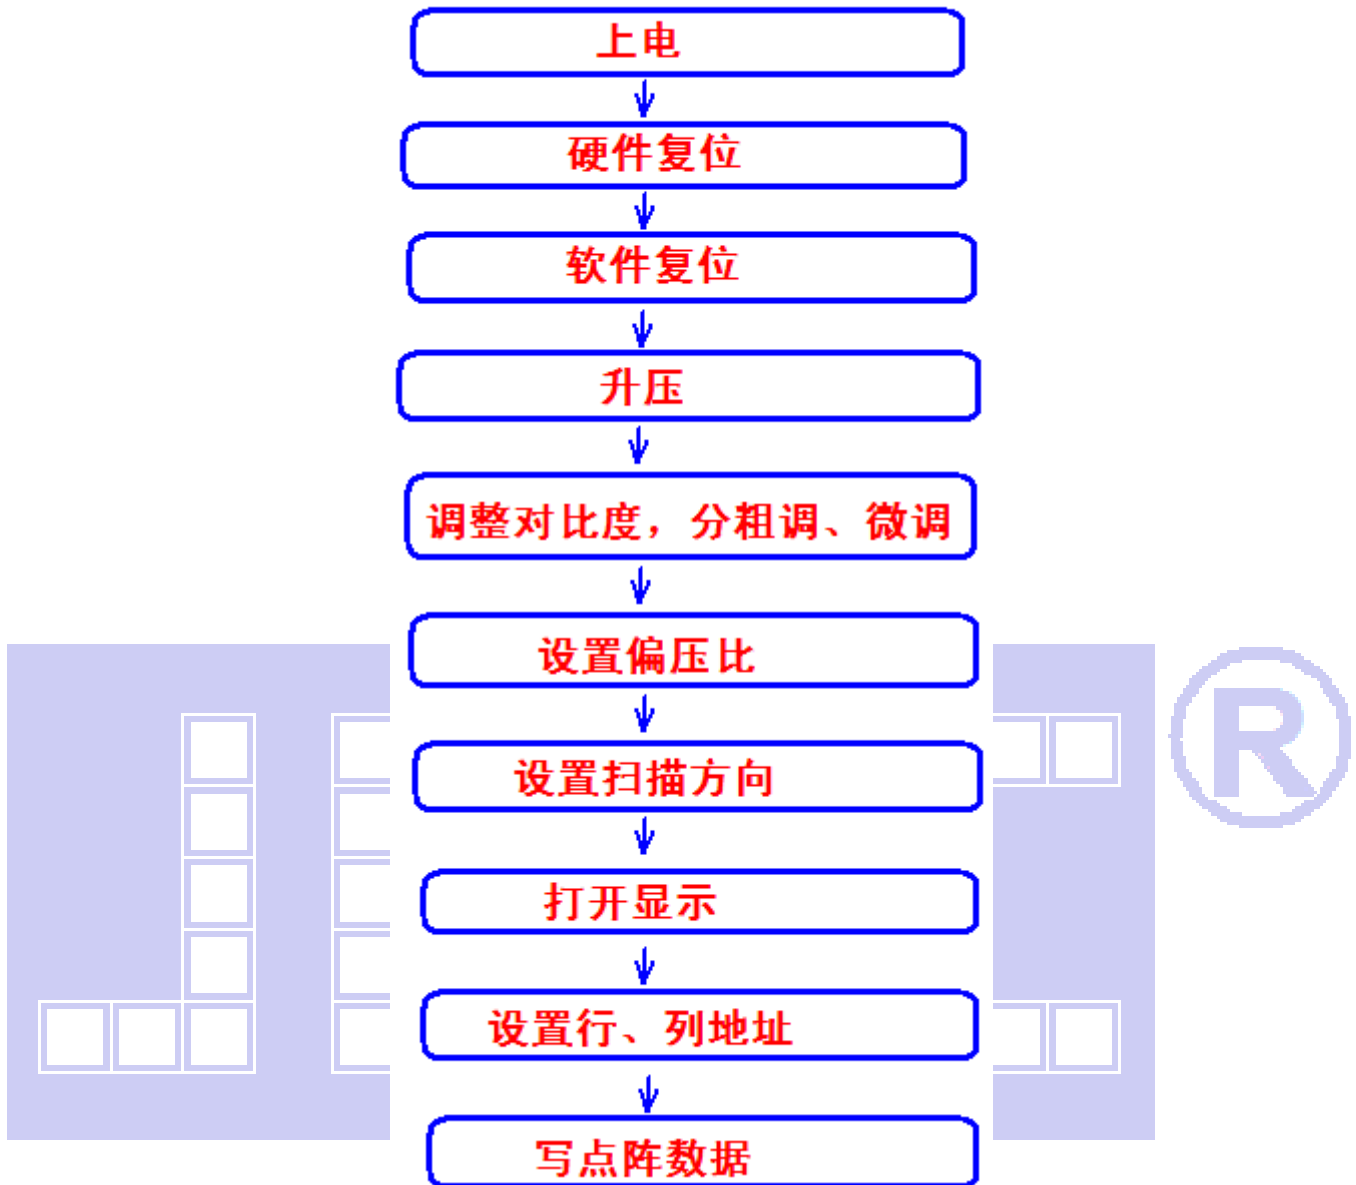 上电
硬件复位
软件复位
升压
调整对比度，分粗调、微调
设置偏压比
设置扫描方向
打开显示
设置行、列地址
写点阵数据
R